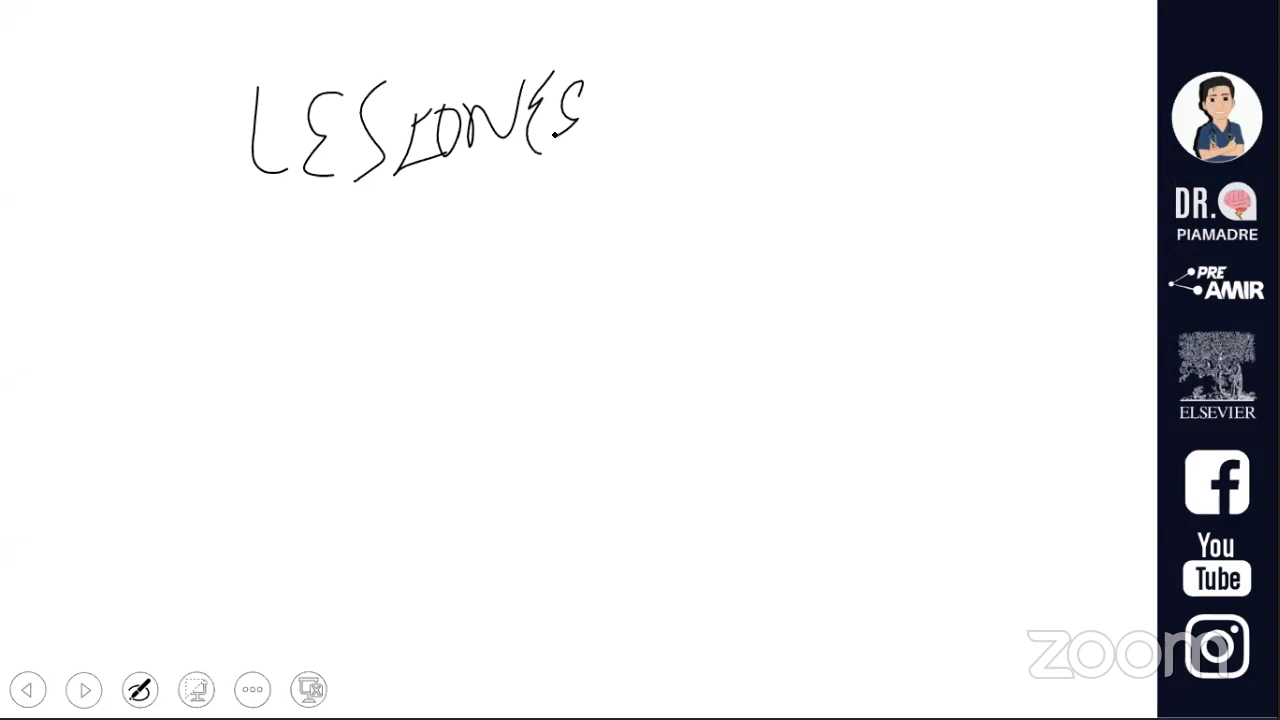 LESIONES
DR.
PIAMADRE
PRE
AMIR
ELSEVIER
You
Tube
zoom